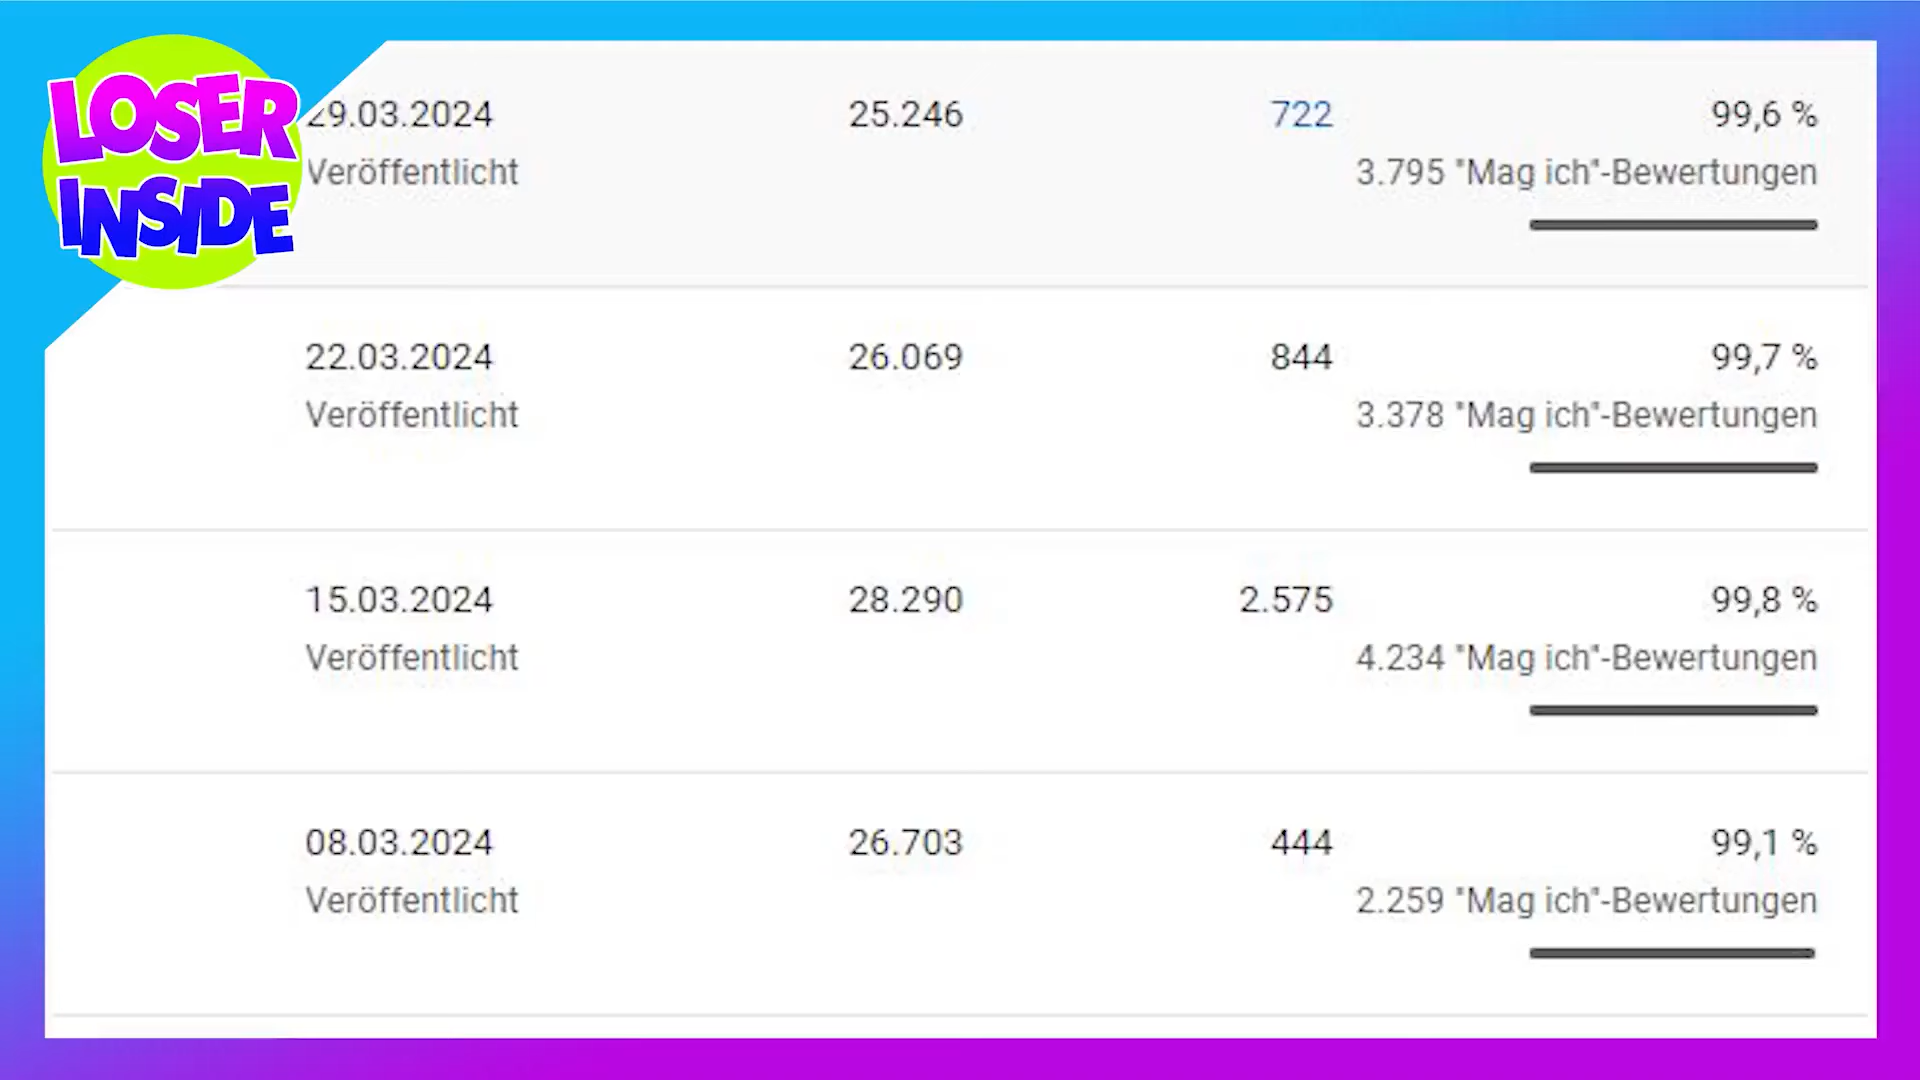 LOSER
INSIDE
29.03.2024 25.246 722 99,6 %
Veröffentlicht 3.795 "Mag ich"-Bewertungen
22.03.2024 26.069 844 99,7 %
Veröffentlicht 3.378 "Mag ich"-Bewertungen
15.03.2024 28.290 2.575 99,8 %
Veröffentlicht 4.234 "Mag ich"-Bewertungen
08.03.2024 26.703 444 99,1 %
Veröffentlicht 2.259 "Mag ich"-Bewertungen